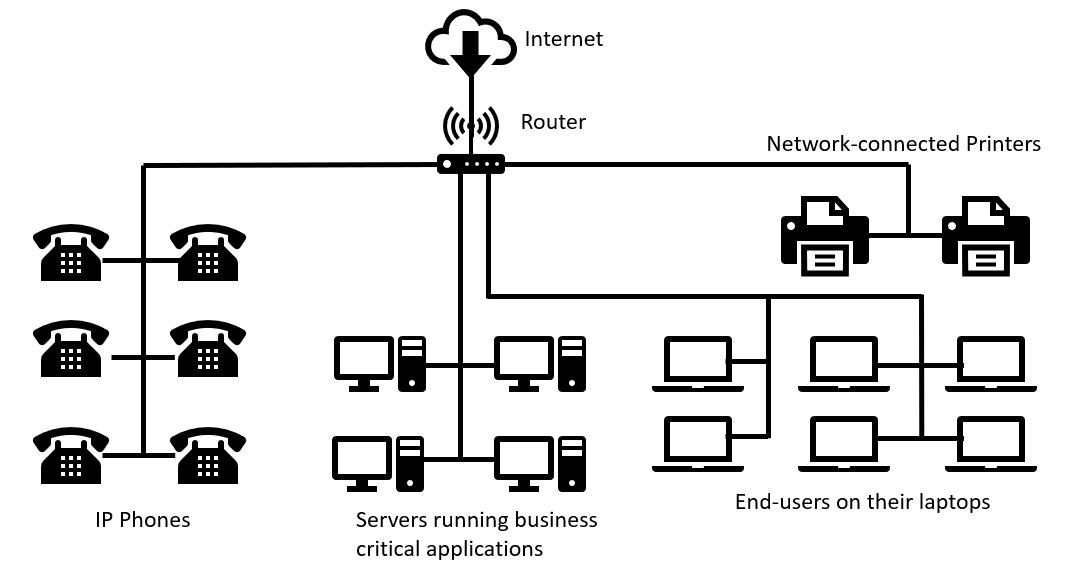 Internet
Router
Network-connected Printers
IP Phones
Servers running business
critical applications
End-users on their laptops